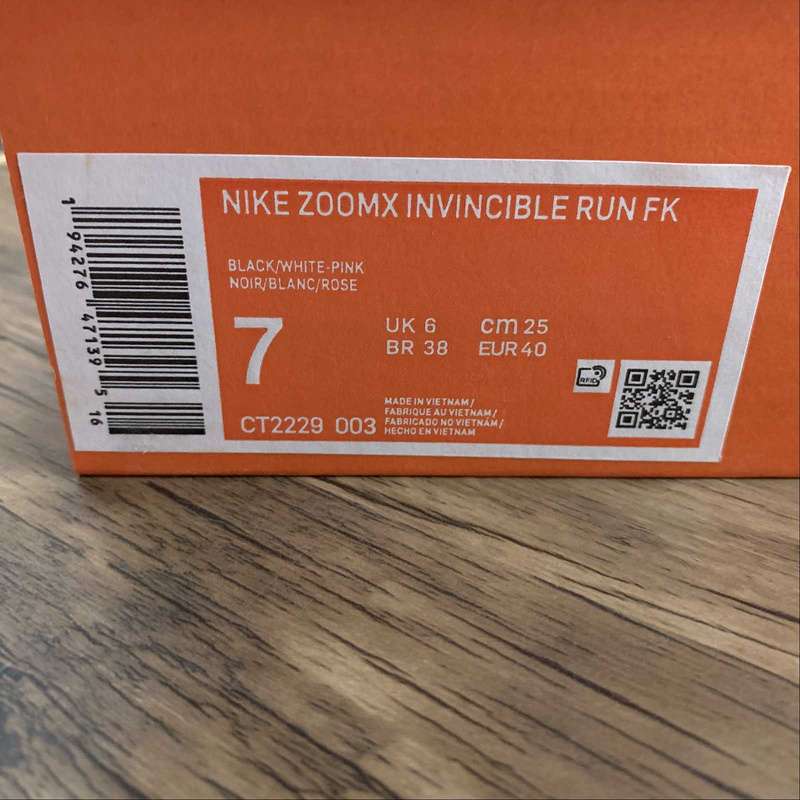 NIKE ZOOMX INVINCIBLE RUN FK
BLACK/WHITE-PINK
NOIR/BLANC/ROSE
7
UK 6 cm 25
BR 38 EUR 40
CT2229 003
MADE IN VIETNAM/
FABRIQUE AU VIETNAM/
FABRICADO NO VIETNÁM/
HECHO EN VIETNAM
RFID
1 94276 47139 5 16